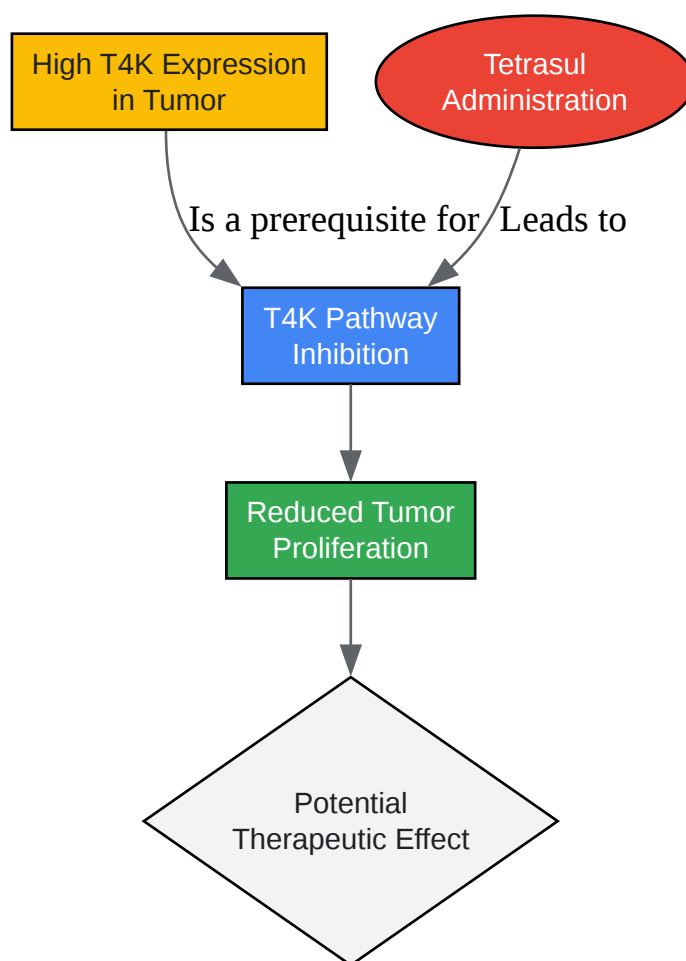 High T4K Expression
in Tumor
Tetrasul
Administration
Is a prerequisite for
Leads to
T4K Pathway
Inhibition
Reduced Tumor
Proliferation
Potential
Therapeutic Effect